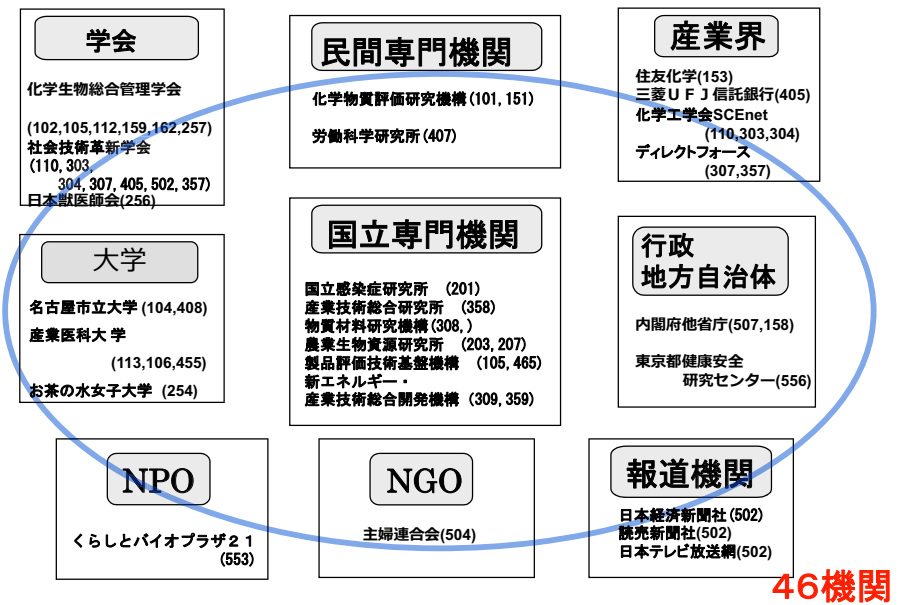 学会
化学生物総合管理学会
(102,105,112,159,162,257)
社会技術革新学会
(110,303,
304,307,405,502,357)
日本獣医師会(256)
民間専門機関
化学物質評価研究機構(101,151)
労働科学研究所(407)
産業界
住友化学(153)
三菱UFJ信託銀行(405)
化学工学会SCEnet
(110,303,304)
ディレクトフォース
(307,357)
大学
名古屋市立大学(104,408)
産業医科大学
(113,106,455)
お茶の水女子大学 (254)
国立専門機関
国立感染症研究所 (201)
産業技術総合研究所 (358)
物質材料研究機構(308,)
農業生物資源研究所 (203,207)
製品評価技術基盤機構 (105,465)
新エネルギー・
産業技術総合開発機構 (309,359)
行政
地方自治体
内閣府他省庁(507,158)
東京都健康安全
研究センター(556)
NPO
くらしとバイオプラザ21
(553)
NGO
主婦連合会(504)
報道機関
日本経済新聞社(502)
読売新聞社(502)
日本テレビ放送網(502)
46機関